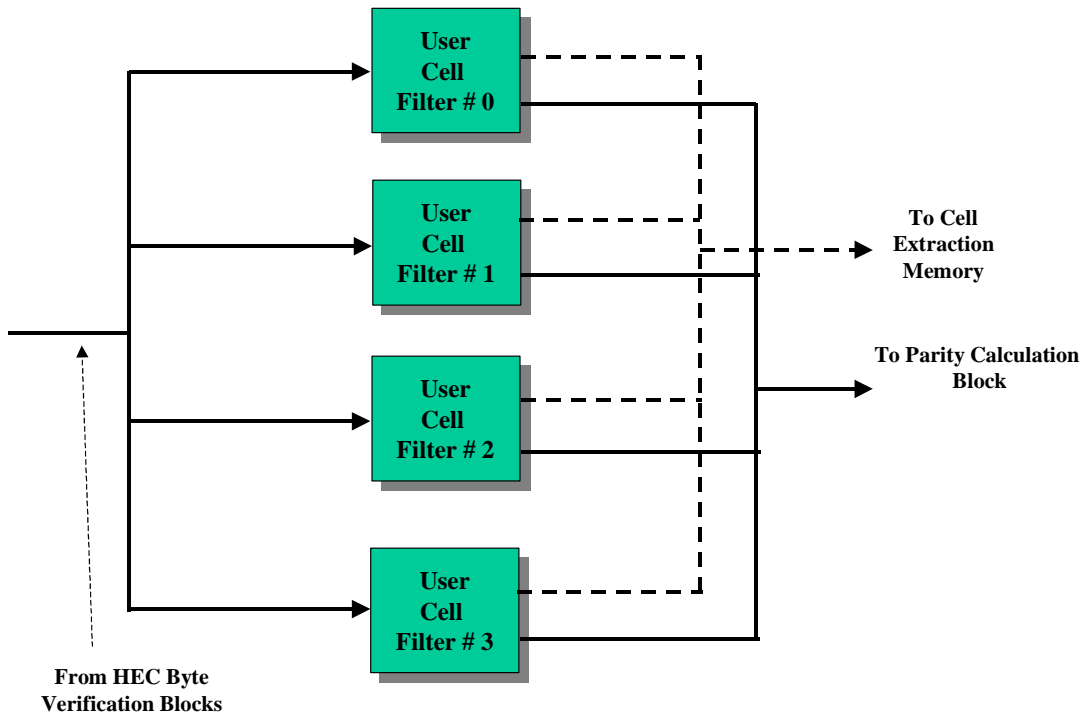 User
Cell
Filter # 0
User
Cell
Filter # 1
To Cell
Extraction
Memory
To Parity Calculation
Block
User
Cell
Filter # 2
User
Cell
Filter # 3
From HEC Byte
Verification Blocks